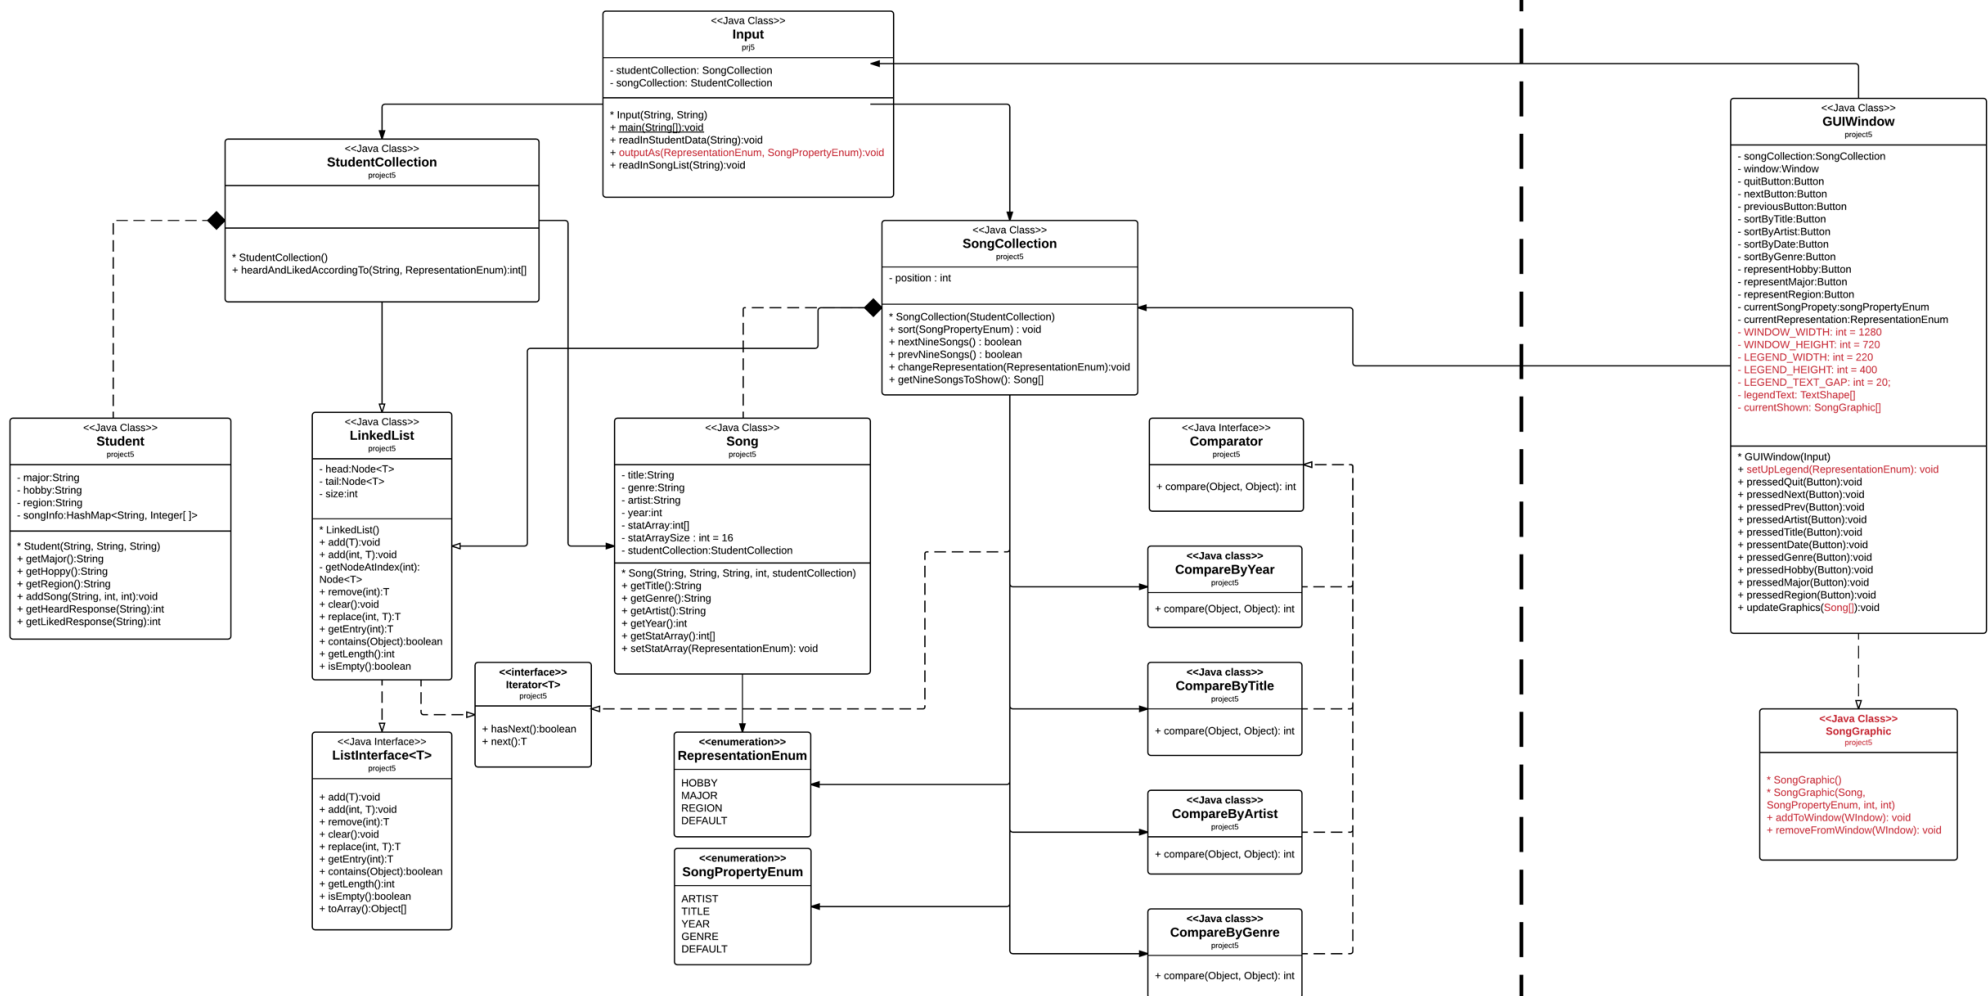 <<Java Class>>
Input
prj5
- studentCollection: SongCollection
- songCollection: StudentCollection
* Input(String, String)
+ main(String[]):void
+ readInStudentData(String):void
+ outputAs(RepresentationEnum, SongPropertyEnum):void
+ readInSongList(String):void
<<Java Class>>
StudentCollection
project5
* StudentCollection()
+ heardAndLikedAccordingTo(String, RepresentationEnum):int[]
<<Java Class>>
SongCollection
project5
- position : int
* SongCollection(StudentCollection)
+ sort(SongPropertyEnum) : void
+ nextNineSongs() : boolean
+ prevNineSongs() : boolean
+ changeRepresentation(RepresentationEnum):void
+ getNineSongsToShow(): Song[]
<<Java Class>>
GUIWindow
project5
- songCollection:SongCollection
- window:Window
- quitButton:Button
- nextButton:Button
- previousButton:Button
- sortByTitle:Button
- sortByArtist:Button
- sortByDate:Button
- sortByGenre:Button
- representHobby:Button
- representMajor:Button
- representRegion:Button
- currentSongPropety:songPropertyEnum
- currentRepresentation:RepresentationEnum
- WINDOW_WIDTH: int = 1280
- WINDOW_HEIGHT: int = 720
- LEGEND_WIDTH: int = 220
- LEGEND_HEIGHT: int = 400
- LEGEND_TEXT_GAP: int = 20;
- legendText: TextShape[]
- currentShown: SongGraphic[]
* GUIWindow(Input)
+ setUpLegend(RepresentationEnum): void
+ pressedQuit(Button):void
+ pressedNext(Button):void
+ pressedPrev(Button):void
+ pressedArtist(Button):void
+ pressedTitle(Button):void
+ pressentDate(Button):void
+ pressedGenre(Button):void
+ pressedHobby(Button):void
+ pressedMajor(Button):void
+ pressedRegion(Button):void
+ updateGraphics(Song[]):void
<<Java Class>>
Student
project5
- major:String
- hobby:String
- region:String
- songInfo:HashMap<String, Integer[ ]>
* Student(String, String, String)
+ getMajor():String
+ getHoppy():String
+ getRegion():String
+ addSong(String, int, int):void
+ getHeardResponse(String):int
+ getLikedResponse(String):int
<<Java Class>>
LinkedList
project5
- head:Node<T>
- tail:Node<T>
- size:int
* LinkedList()
+ add(T):void
+ add(int, T):void
- getNodeAtIndex(int):
Node<T>
+ remove(int):T
+ clear():void
+ replace(int, T):T
+ getEntry(int):T
+ contains(Object):boolean
+ getLength():int
+ isEmpty():boolean
<<Java Class>>
Song
project5
- title:String
- genre:String
- artist:String
- year:int
- statArray:int[]
- statArraySize : int = 16
- studentCollection:StudentCollection
* Song(String, String, String, int, studentCollection)
+ getTitle():String
+ getGenre():String
+ getArtist():String
+ getYear():int
+ getStatArray():int[]
+ setStatArray(RepresentationEnum): void
<<Java Interface>>
Comparator
project5
+ compare(Object, Object): int
<<Java class>>
CompareByYear
project5
+ compare(Object, Object): int
<<interface>>
Iterator<T>
project5
+ hasNext():boolean
+ next():T
<<Java class>>
CompareByTitle
project5
+ compare(Object, Object): int
<<Java Class>>
SongGraphic
project5
* SongGraphic()
* SongGraphic(Song,
SongPropertyEnum, int, int)
+ addToWindow(WIndow): void
+ removeFromWindow(WIndow): void
<<Java Interface>>
ListInterface<T>
project5
+ add(T):void
+ add(int, T):void
+ remove(int):T
+ clear():void
+ replace(int, T):T
+ getEntry(int):T
+ contains(Object):boolean
+ getLength():int
+ isEmpty():boolean
+ toArray():Object[]
<<enumeration>>
RepresentationEnum
HOBBY
MAJOR
REGION
DEFAULT
<<Java class>>
CompareByArtist
project5
+ compare(Object, Object): int
<<enumeration>>
SongPropertyEnum
ARTIST
TITLE
YEAR
GENRE
DEFAULT
<<Java class>>
CompareByGenre
project5
+ compare(Object, Object): int